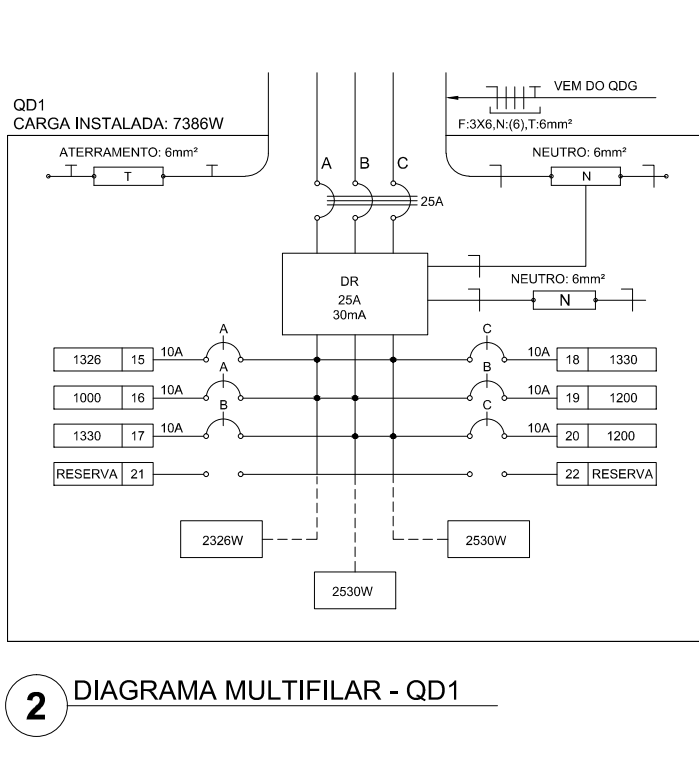 VEM DO QDG
QD1
CARGA INSTALADA: 7386W
F:3X6,N:(6),T:6mm²
ATERRAMENTO: 6mm²
T
A B C
NEUTRO: 6mm²
N
25A
DR
25A
30mA
NEUTRO: 6mm²
N
A C
1326 15 10A 10A 18 1330
A B
1000 16 10A 10A 19 1200
B C
1330 17 10A 10A 20 1200
RESERVA 21 22 RESERVA
2326W 2530W
2530W
2 DIAGRAMA MULTIFILAR - QD1